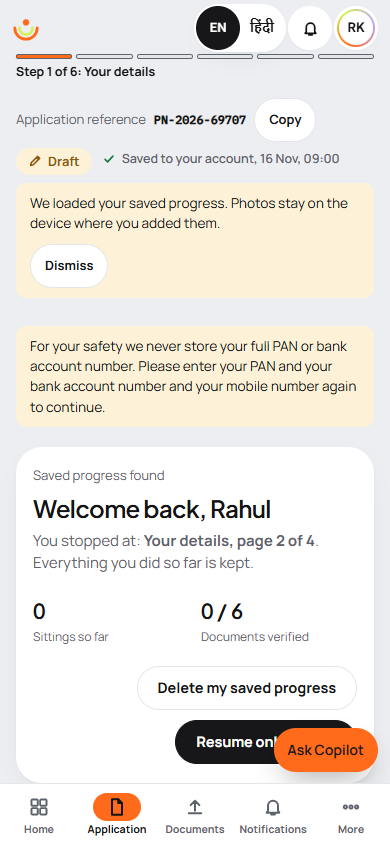 EN
हिंदी
RK
Step 1 of 6: Your details
Application reference PN-2026-69707 Copy
Draft
Saved to your account, 16 Nov, 09:00
We loaded your saved progress. Photos stay on the
device where you added them.
Dismiss
For your safety we never store your full PAN or bank
account number. Please enter your PAN and your
bank account number and your mobile number again
to continue.
Saved progress found
Welcome back, Rahul
You stopped at: Your details, page 2 of 4.
Everything you did so far is kept.
0
Sittings so far
0 / 6
Documents verified
Delete my saved progress
Resume
Ask Copilot
Home
Application
Documents
Notifications
More